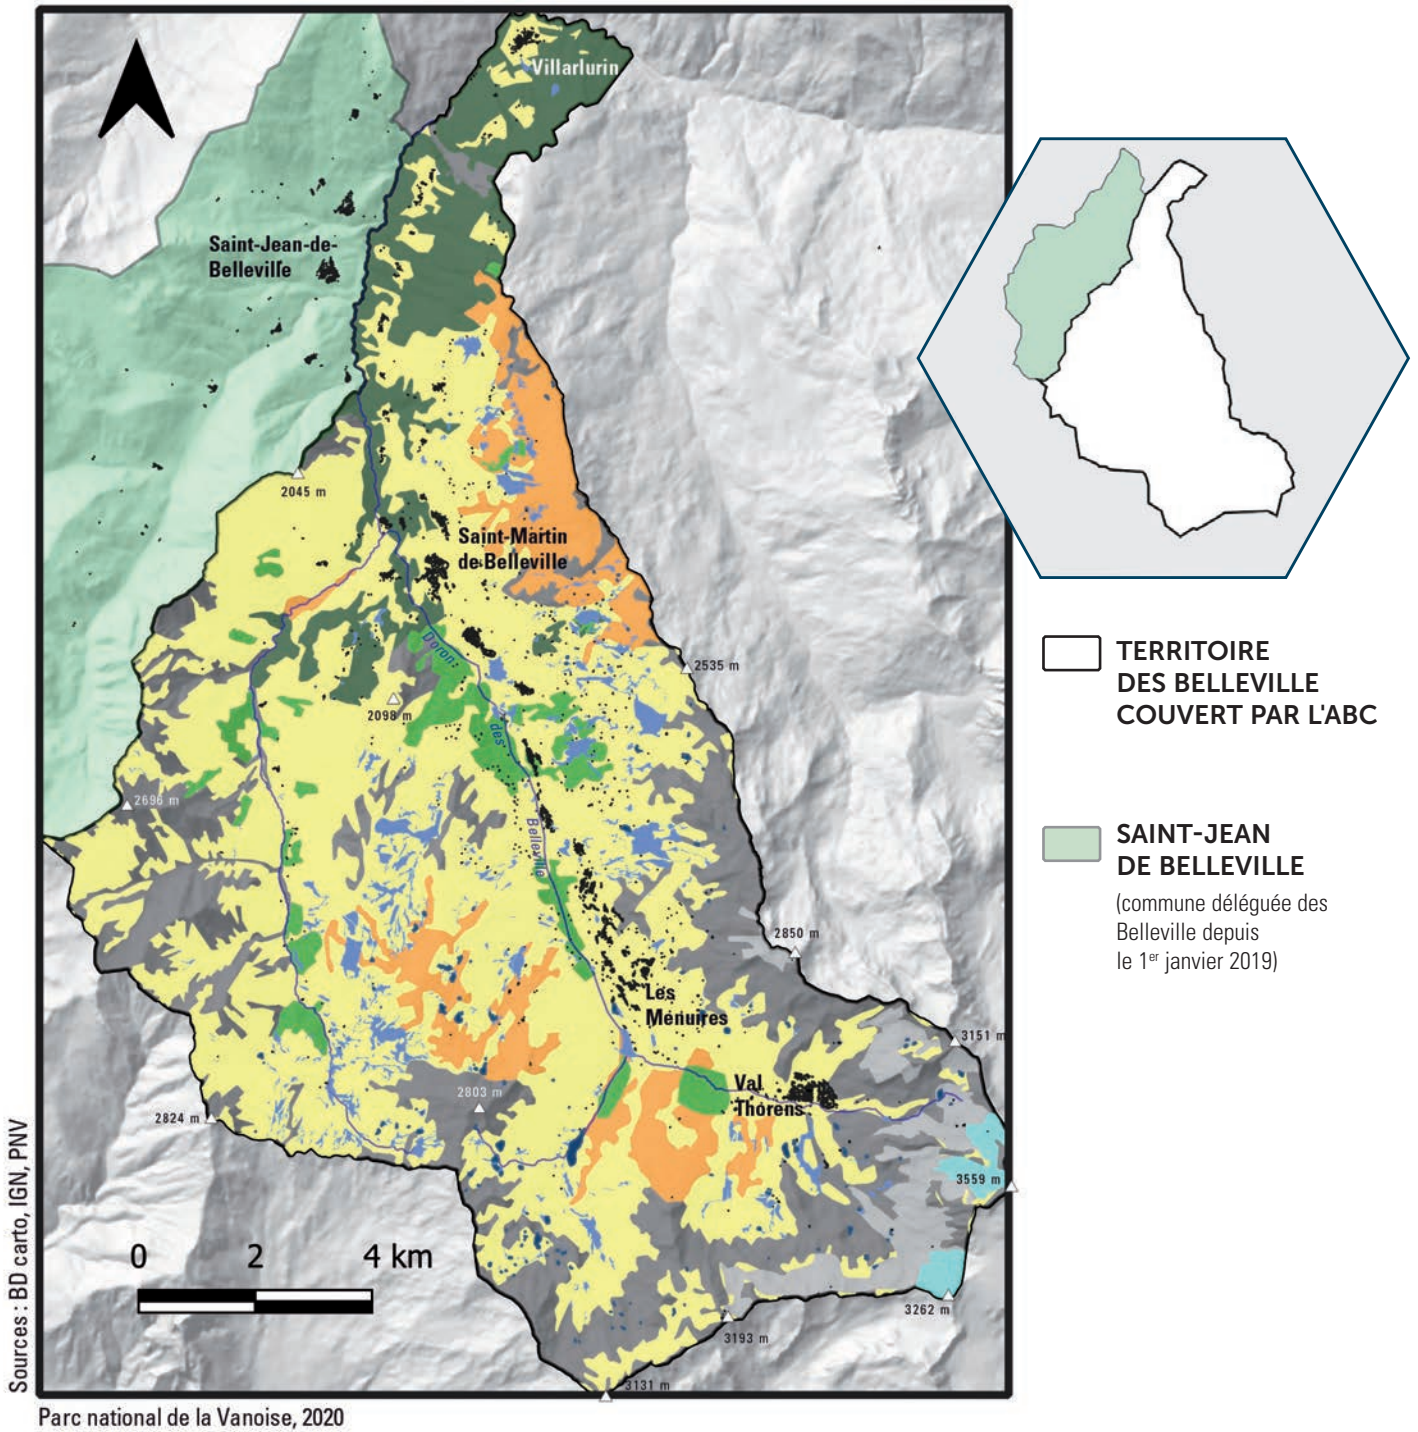 Villarlurin
Saint-Jean-de-
Belleville
2045 m
Saint-Martin
de Belleville
Doron
2535 m
2098 m
des
2696 m
Belleville
2850 m
Les
Ménuires
3151 m
Val
Thorens
2803 m
2824 m
3559 m
0 2 4 km
3262 m
3193 m
3131 m
Sources : BD carto, IGN, PNV
Parc national de la Vanoise, 2020
TERRITOIRE
DES BELLEVILLE
COUVERT PAR L'ABC
SAINT-JEAN
DE BELLEVILLE
(commune déléguée des
Belleville depuis
le 1er janvier 2019)